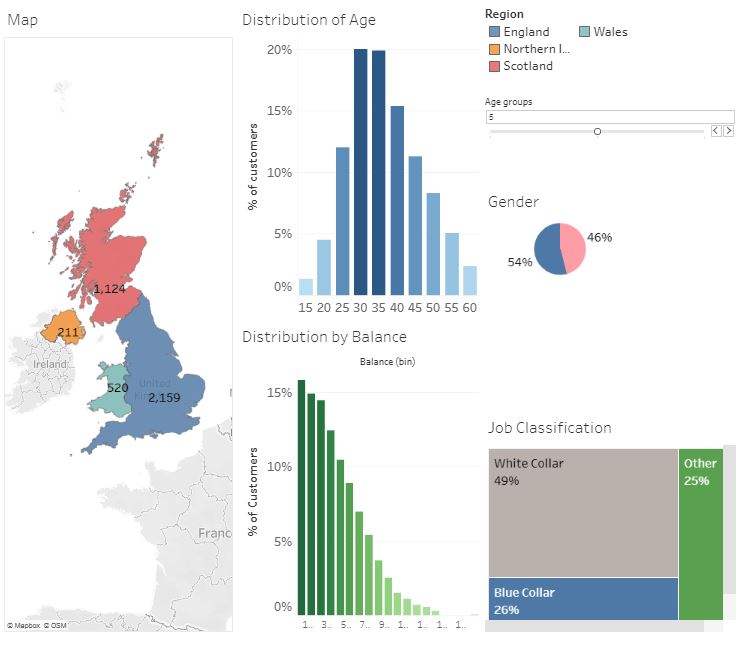 Map
1,124
211
Ireland
520
United
2,159
Franc
© Mapbox © OSM
Distribution of Age
% of customers
20%
15%
10%
5%
0%
15 20 25 30 35 40 45 50 55 60
Distribution by Balance
Balance (bin)
% of Customers
15%
10%
5%
0%
1.. 3.. 5.. 7.. 9.. 1.. 1.. 1.. 1..
Region
England
Wales
Northern I...
Scotland
Age groups
5
Gender
46%
54%
Job Classification
White Collar
49%
Other
25%
Blue Collar
26%